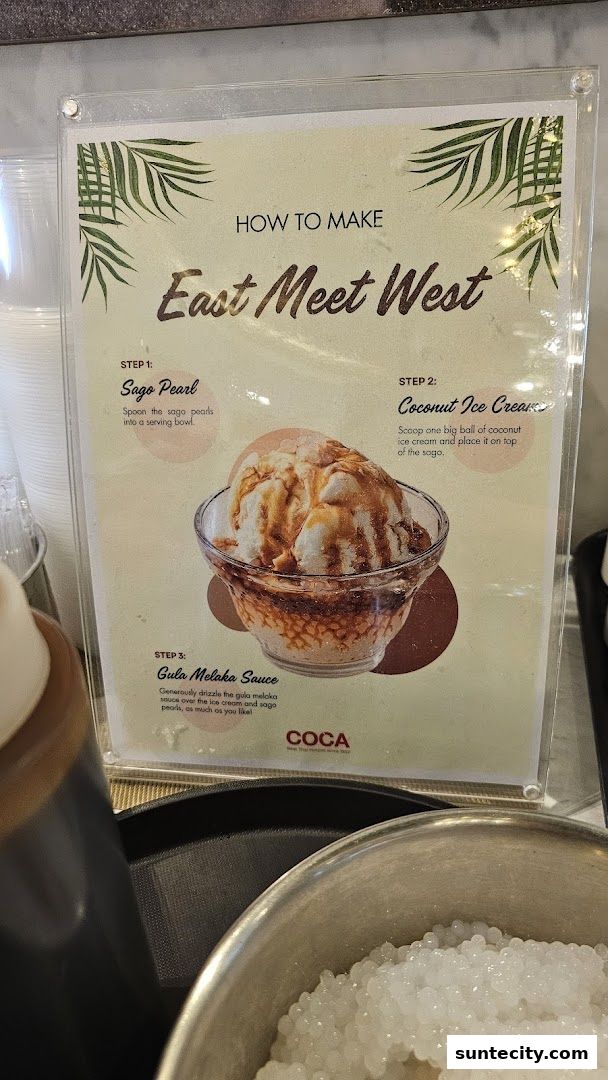 HOW TO MAKE
East Meet West
STEP 1:
Sago Pearl
Spoon the sago pearls
into a serving bowl.
STEP 2:
Coconut Ice Cream
Scoop one big ball of coconut
ice cream and place it on top
of the sago.
STEP 3:
Gula Melaka Sauce
Generously drizzle the gula melaka
sauce over the ice cream and sago
pearls, as much as you like!
COCA
suntecity.com